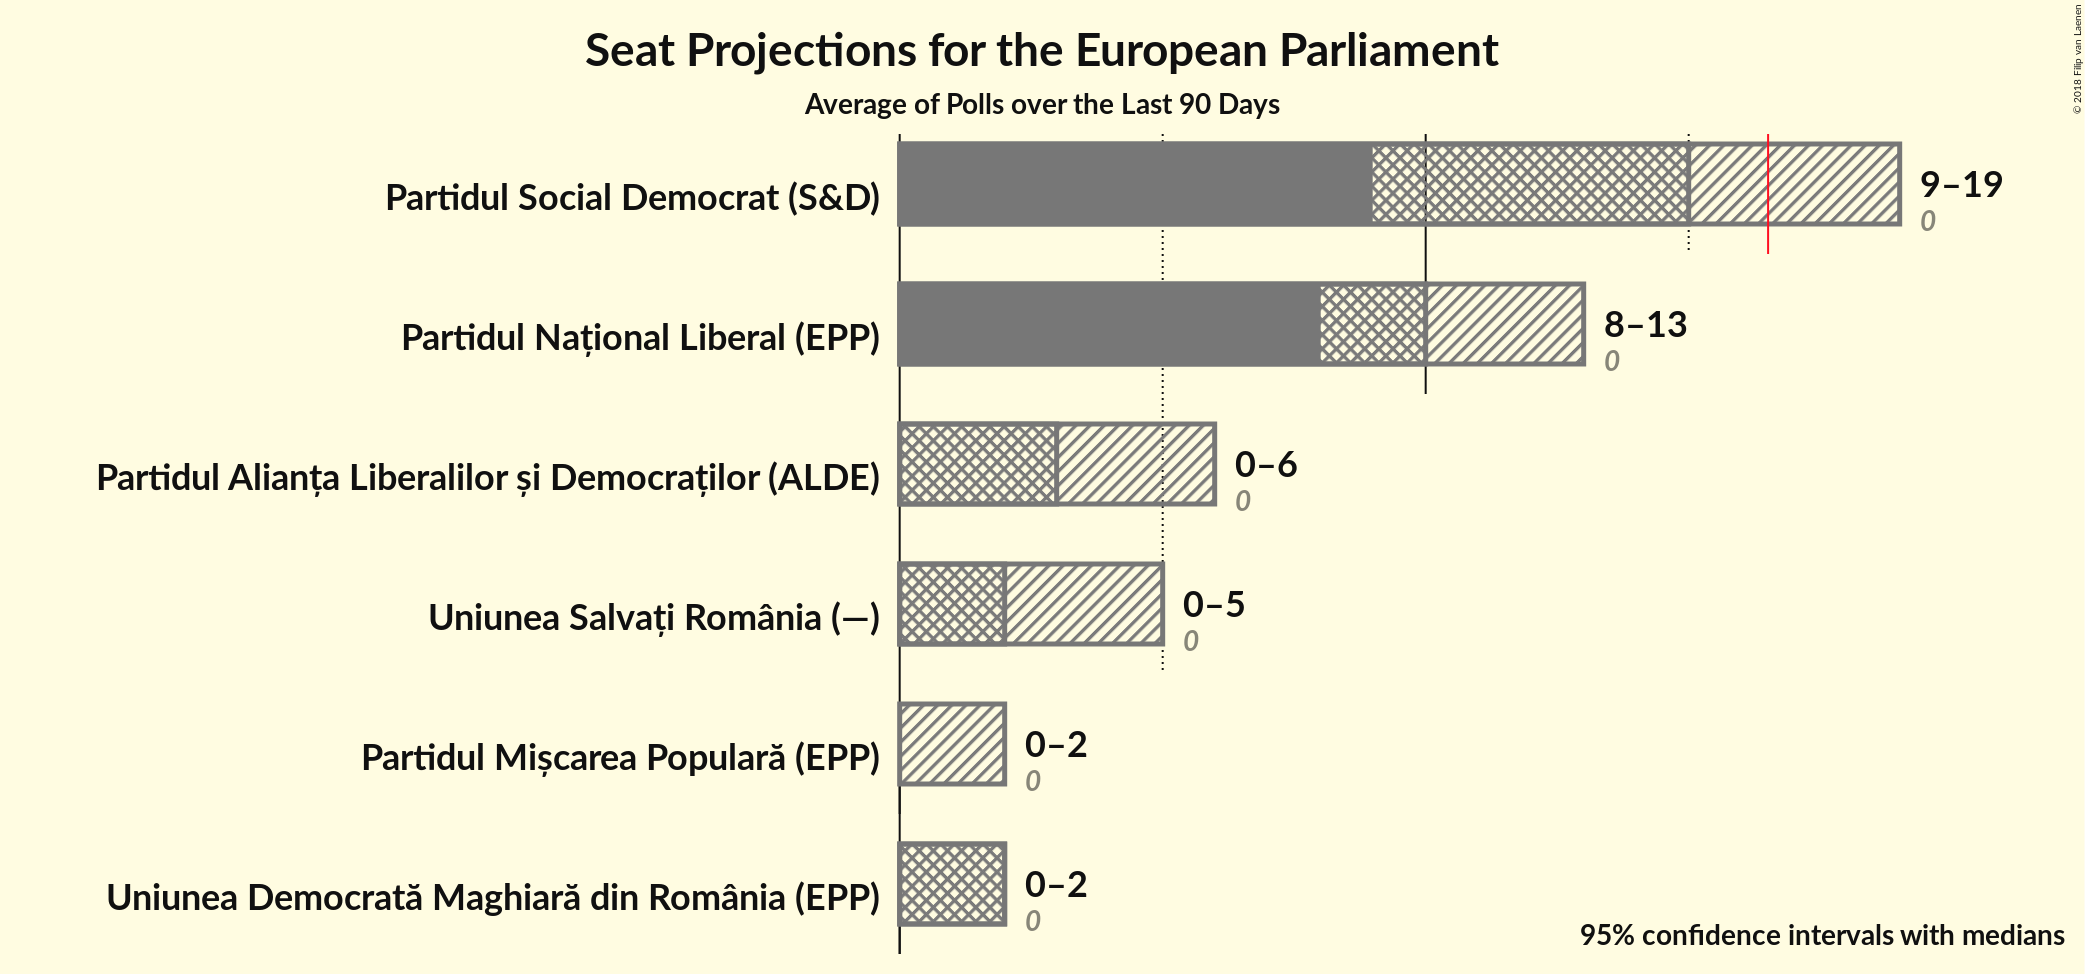 Seat Projections for the European Parliament
Average of Polls over the Last 90 Days
© 2018 Filip van Laenen
Partidul Social Democrat (S&D)
9–19
0
Partidul Național Liberal (EPP)
8–13
0
Partidul Alianța Liberalilor și Democraților (ALDE)
0–6
0
Uniunea Salvați România (—)
0–5
0
Partidul Mișcarea Populară (EPP)
0–2
0
Uniunea Democrată Maghiară din România (EPP)
0–2
0
95% confidence intervals with medians